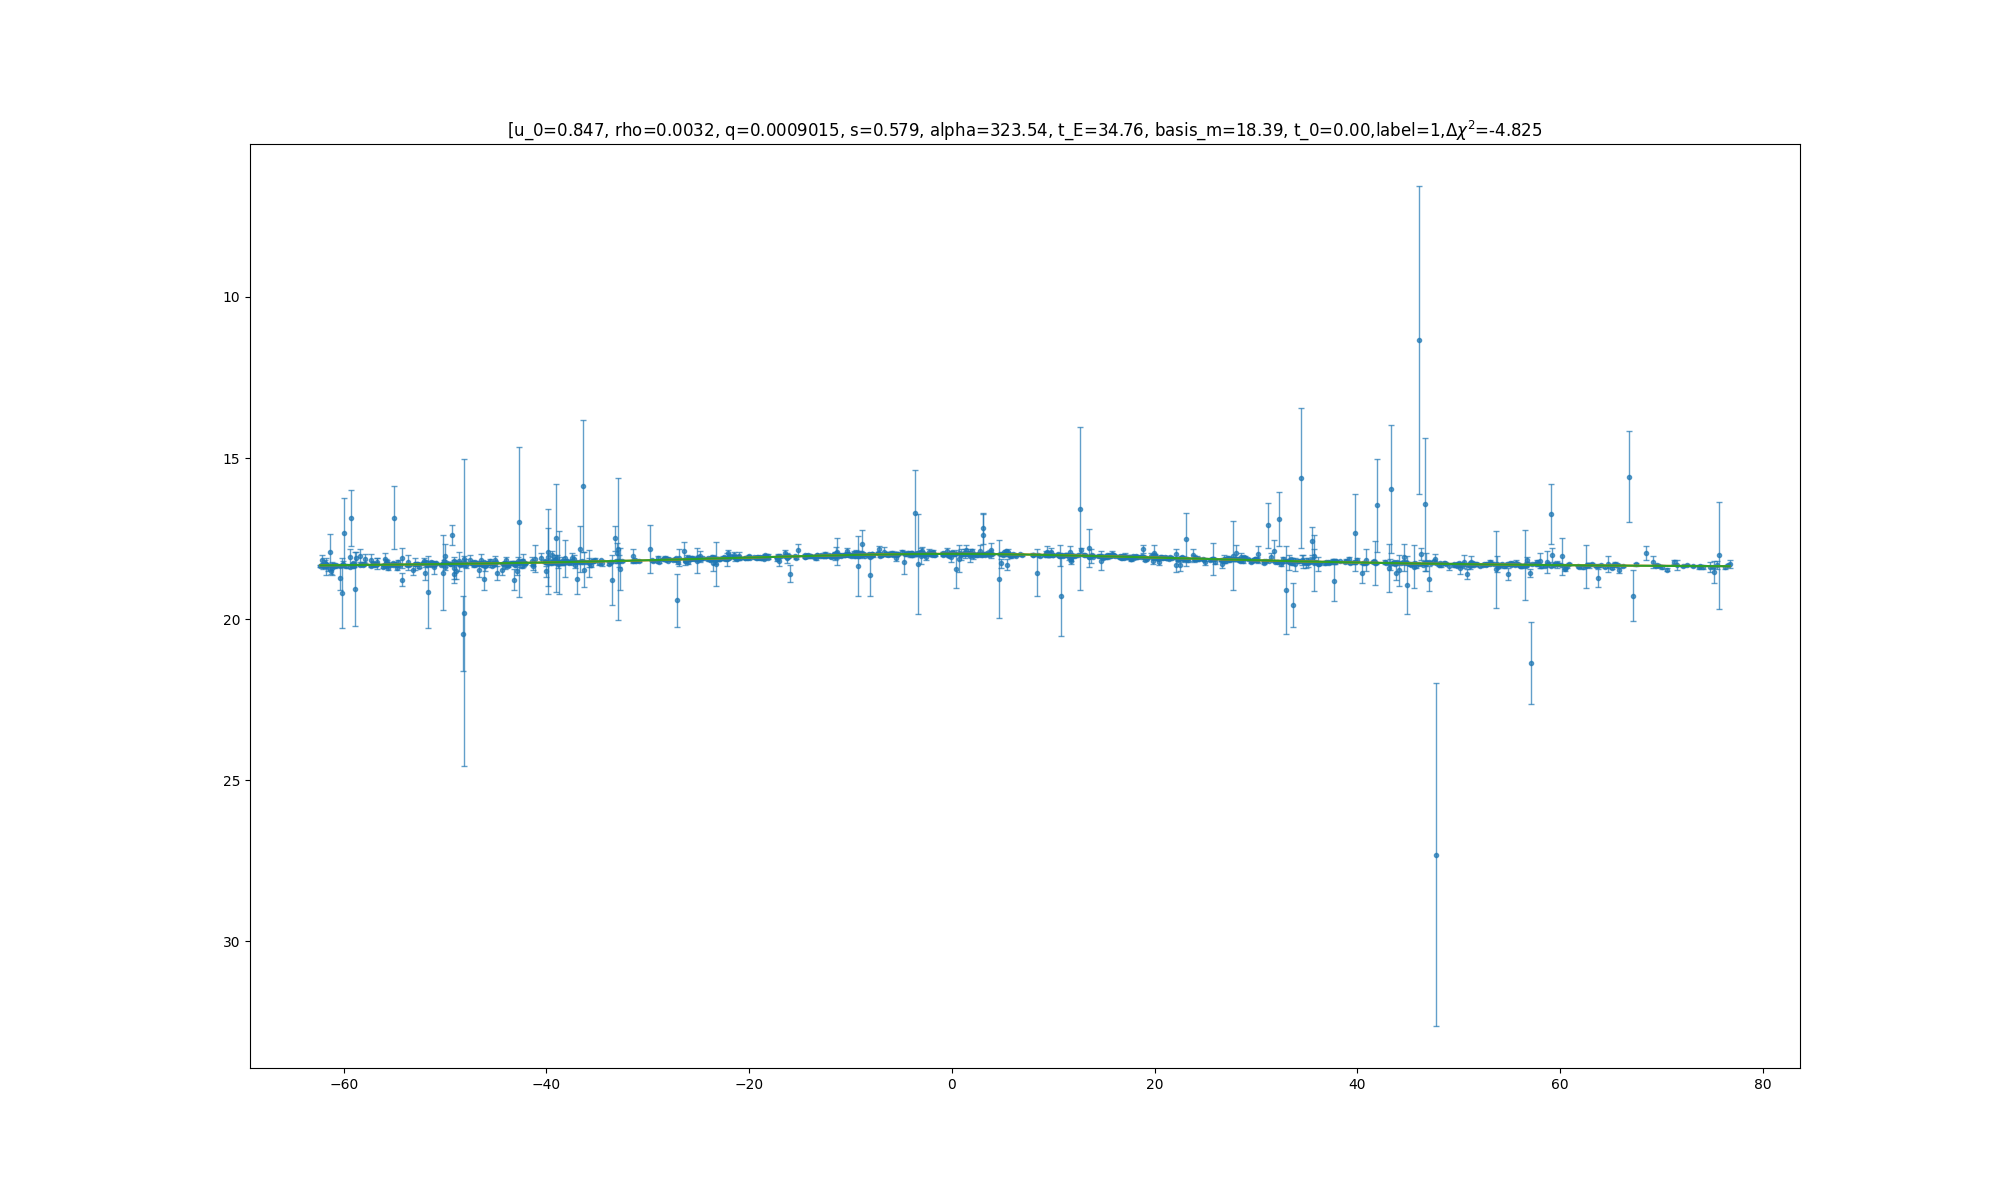 [u_0=0.847, rho=0.0032, q=0.0009015, s=0.579, alpha=323.54, t_E=34.76, basis_m=18.39, t_0=0.00,label=1,Δχ²=-4.825
10
15
20
25
30
−60 −40 −20 0 20 40 60 80